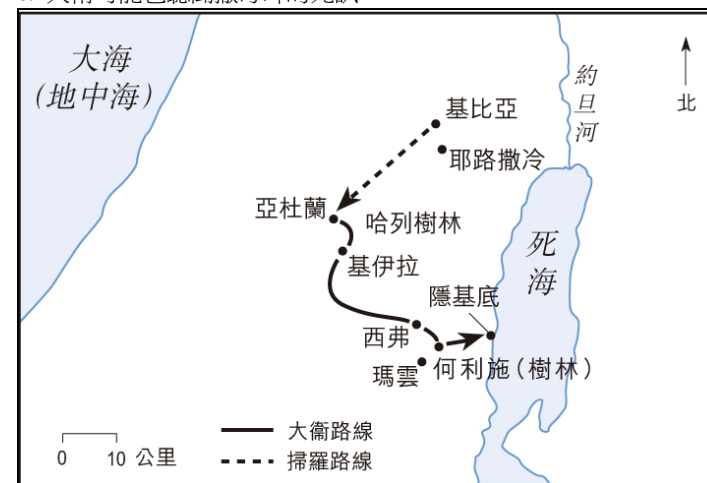 大海
(地中海)
約旦河
北
基比亞
耶路撒冷
亞杜蘭
哈列樹林
基伊拉
死海
隱基底
西弗
何利施(樹林)
瑪雲
大衞路線
0 10 公里
掃羅路線